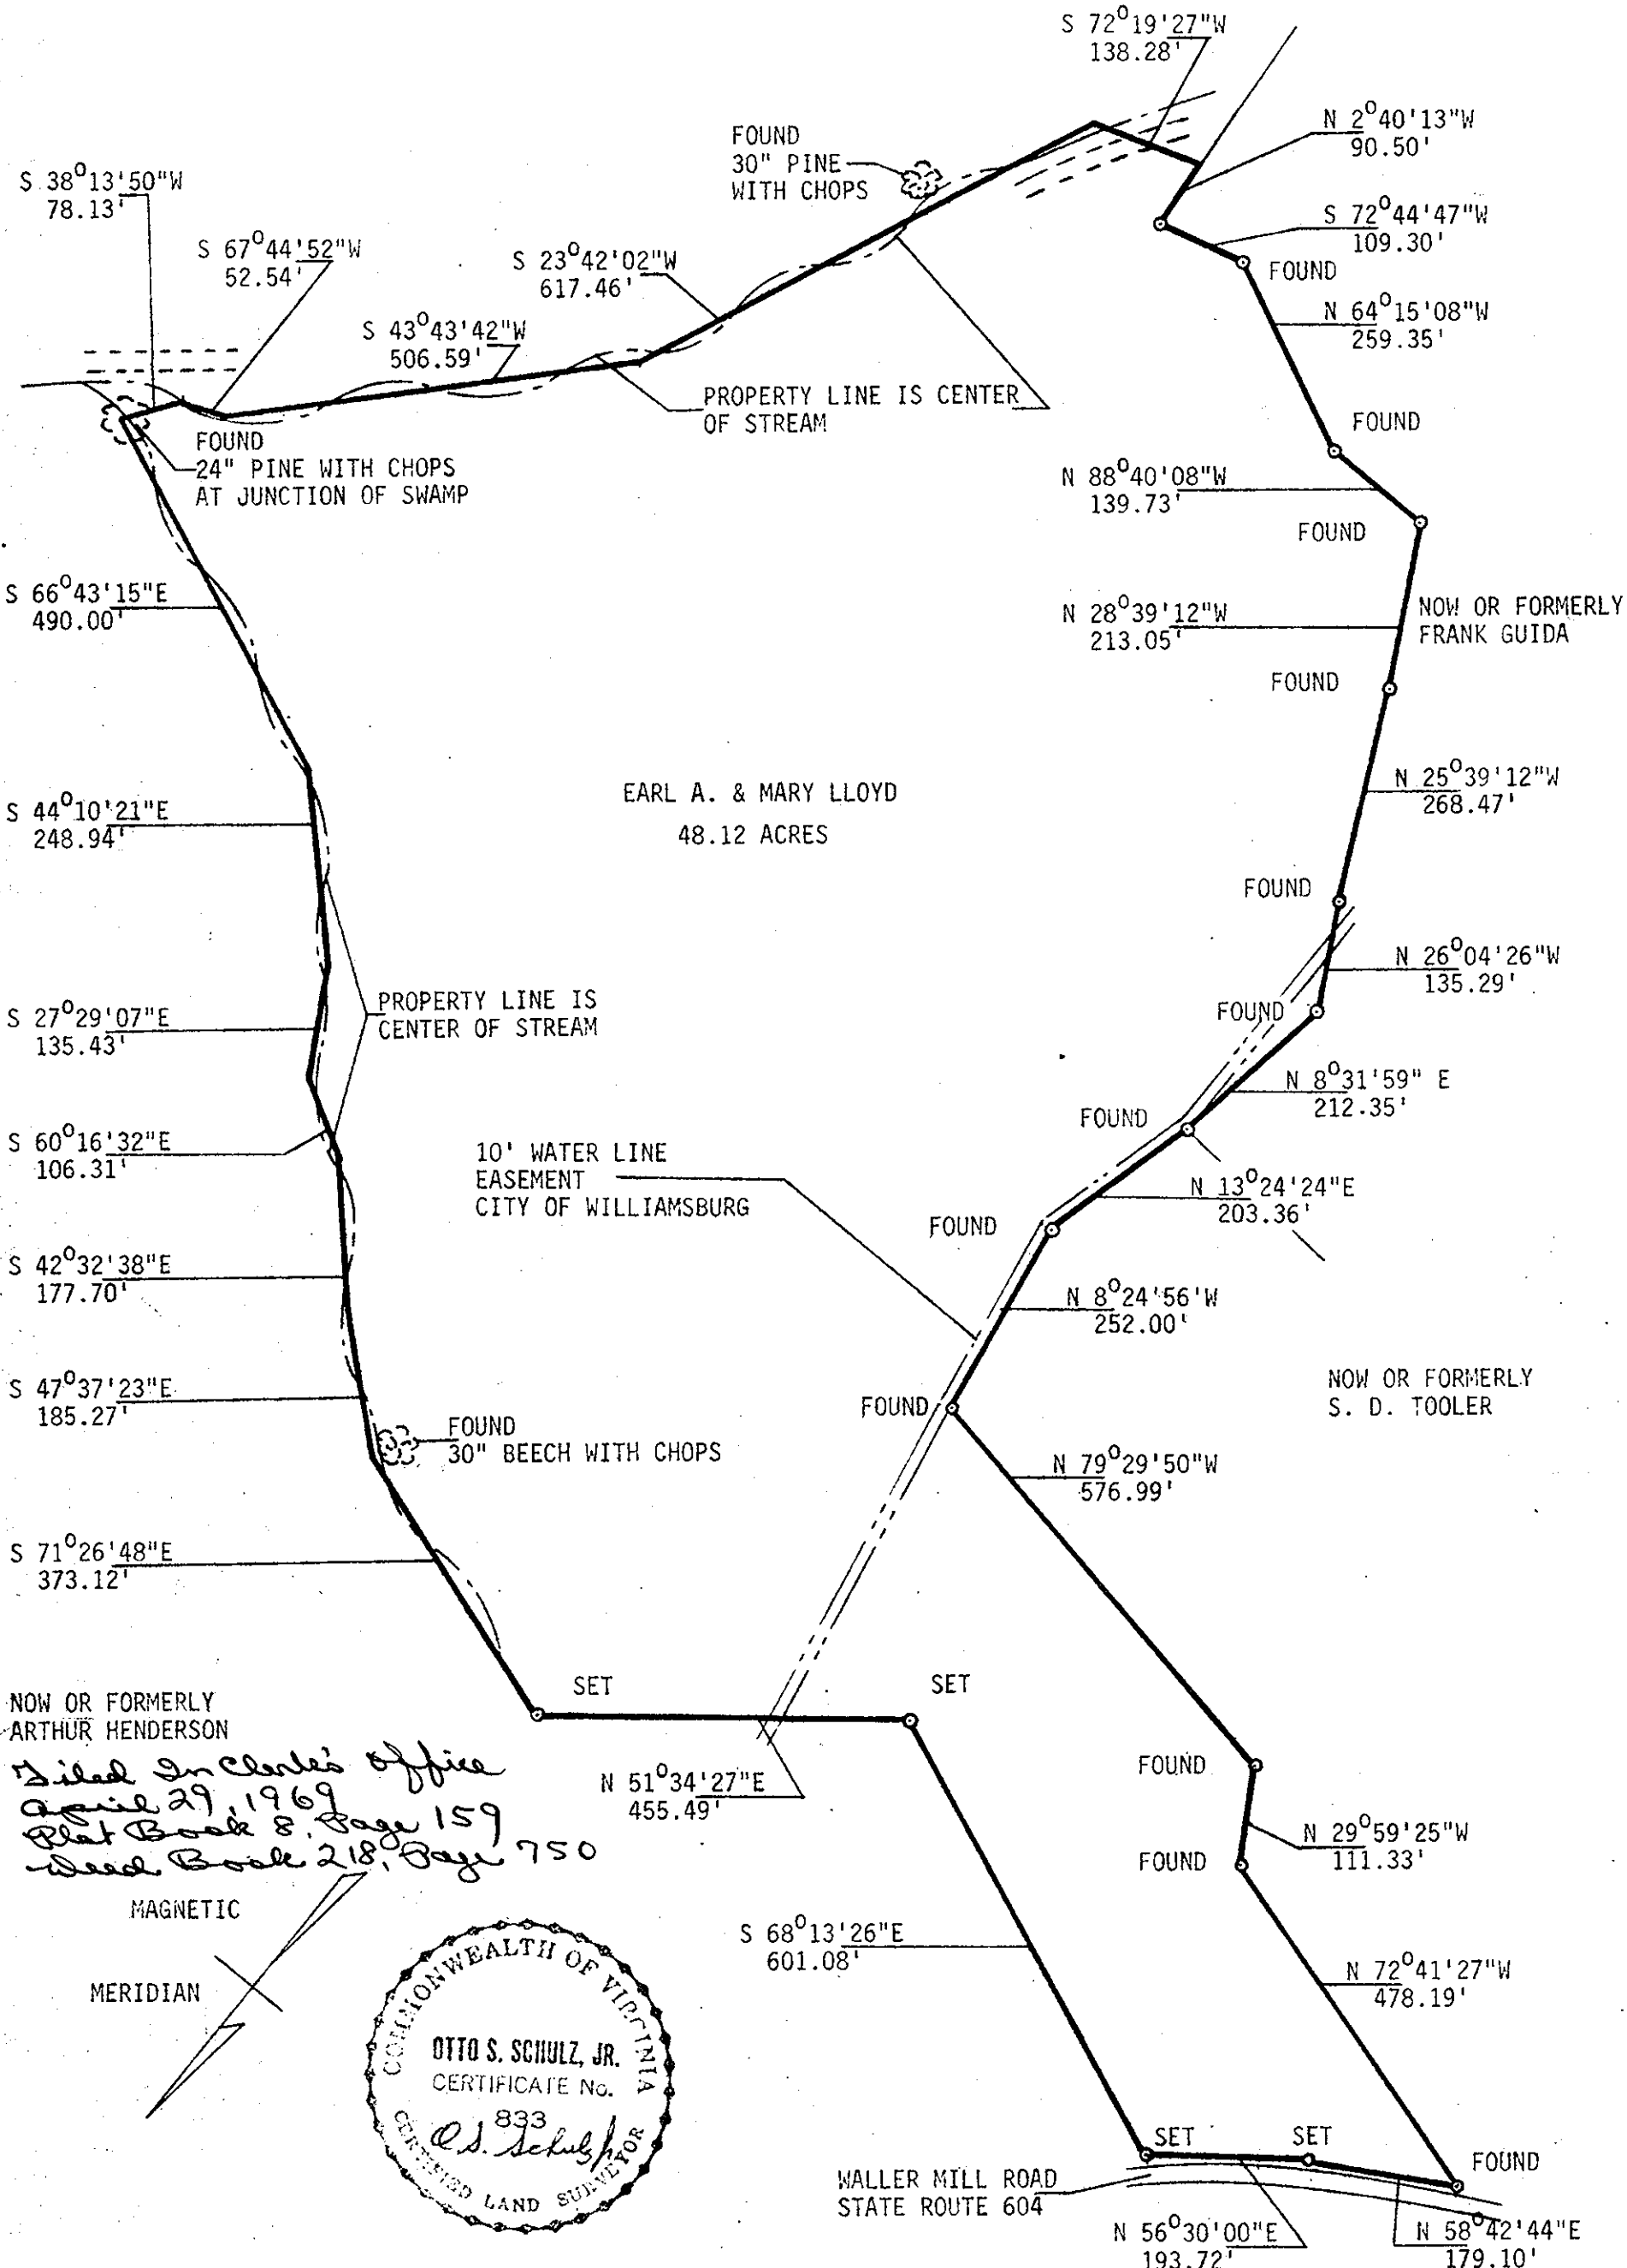 S 72°19'27"W
138.28'
N 2°40'13"W
90.50'
FOUND
30" PINE
WITH CHOPS
S 38°13'50"W
78.13'
S 67°44'52"W
52.54'
S 23°42'02"W
617.46'
S 72°44'47"W
109.30'
FOUND
N 64°15'08"W
259.35'
S 43°43'42"W
506.59'
PROPERTY LINE IS CENTER
OF STREAM
FOUND
24" PINE WITH CHOPS
AT JUNCTION OF SWAMP
FOUND
N 88°40'08"W
139.73'
FOUND
S 66°43'15"E
490.00'
N 28°39'12"W
213.05'
NOW OR FORMERLY
FRANK GUIDA
FOUND
EARL A. & MARY LLOYD
48.12 ACRES
N 25°39'12"W
268.47'
S 44°10'21"E
248.94'
FOUND
N 26°04'26"W
135.29'
PROPERTY LINE IS
CENTER OF STREAM
FOUND
S 27°29'07"E
135.43'
N 8°31'59" E
212.35'
FOUND
S 60°16'32"E
106.31'
10' WATER LINE
EASEMENT
CITY OF WILLIAMSBURG
N 13°24'24"E
203.36'
FOUND
S 42°32'38"E
177.70'
N 8°24'56'W
252.00'
S 47°37'23"E
185.27'
NOW OR FORMERLY
S. D. TOOLER
FOUND
FOUND
30" BEECH WITH CHOPS
N 79°29'50"W
576.99'
S 71°26'48"E
373.12'
SET
SET
NOW OR FORMERLY
ARTHUR HENDERSON
Filed In Clerk's Office
April 29, 1969
Plat Book 8, Page 159
Deed Book 218, Page 750
N 51°34'27"E
455.49'
FOUND
N 29°59'25"W
111.33'
FOUND
MAGNETIC
MERIDIAN
S 68°13'26"E
601.08'
N 72°41'27"W
478.19'
COMMONWEALTH OF VIRGINIA
OTTO S. SCHULZ, JR.
CERTIFICATE No.
833
O.S. Schulz Jr
CERTIFIED LAND SURVEYOR
SET
SET
FOUND
WALLER MILL ROAD
STATE ROUTE 604
N 56°30'00"E
193.72'
N 58°42'44"E
179.10'